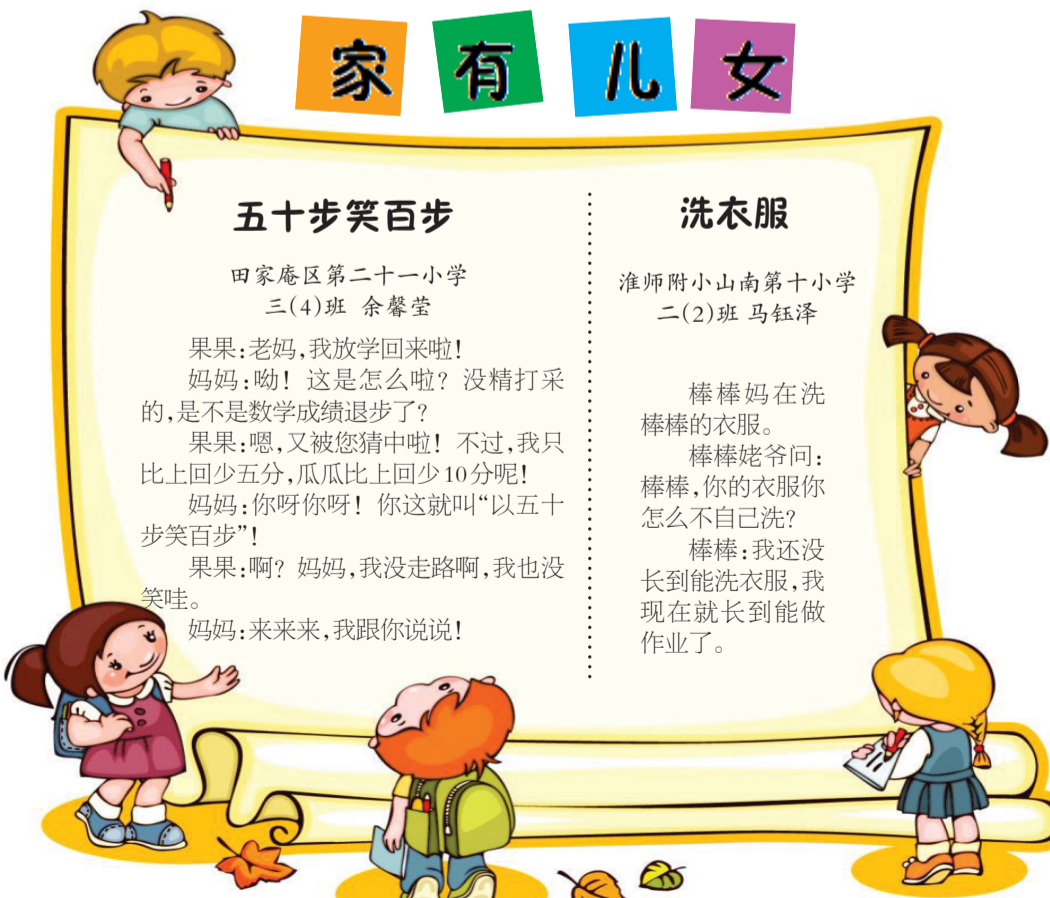 家有儿女
五十步笑百步
田家庵区第二十一小学
三(4)班 余馨莹
果果:老妈,我放学回来啦!
妈妈:呦! 这是怎么啦? 没精打采
的,是不是数学成绩退步了?
果果:嗯,又被您猜中啦! 不过,我只
比上回少五分,瓜瓜比上回少10分呢!
妈妈:你呀你呀! 你这就叫“以五十
步笑百步”!
果果:啊? 妈妈,我没走路啊,我也没
笑哇。
妈妈:来来来,我跟你说说!
洗衣服
淮师附小山南第十小学
二(2)班 马钰泽
棒棒妈在洗
棒棒的衣服。
棒棒姥爷问:
棒棒,你的衣服你
怎么不自己洗?
棒棒:我还没
长到能洗衣服,我
现在就长到能做
作业了。